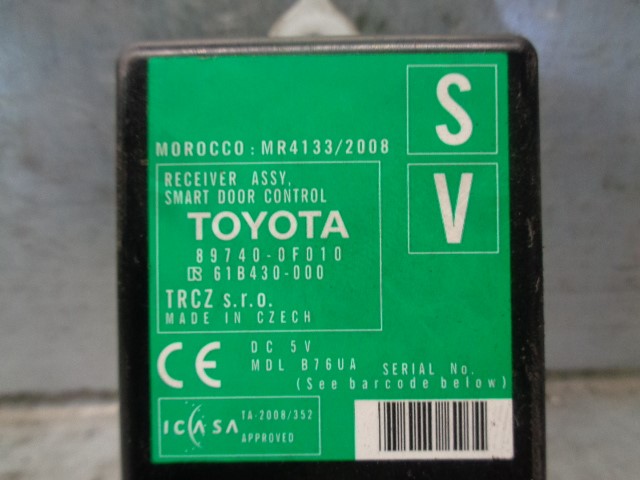 S
MOROCCO : MR4133/2008
V
RECEIVER ASSY,
SMART DOOR CONTROL
TOYOTA
89740-0F010
R 61B430-000
TRCZ s.r.o.
MADE IN CZECH
CE
DC 5V
MDL B76UA
SERIAL No.
(See barcode below)
ICASA
TA-2008/352
APPROVED